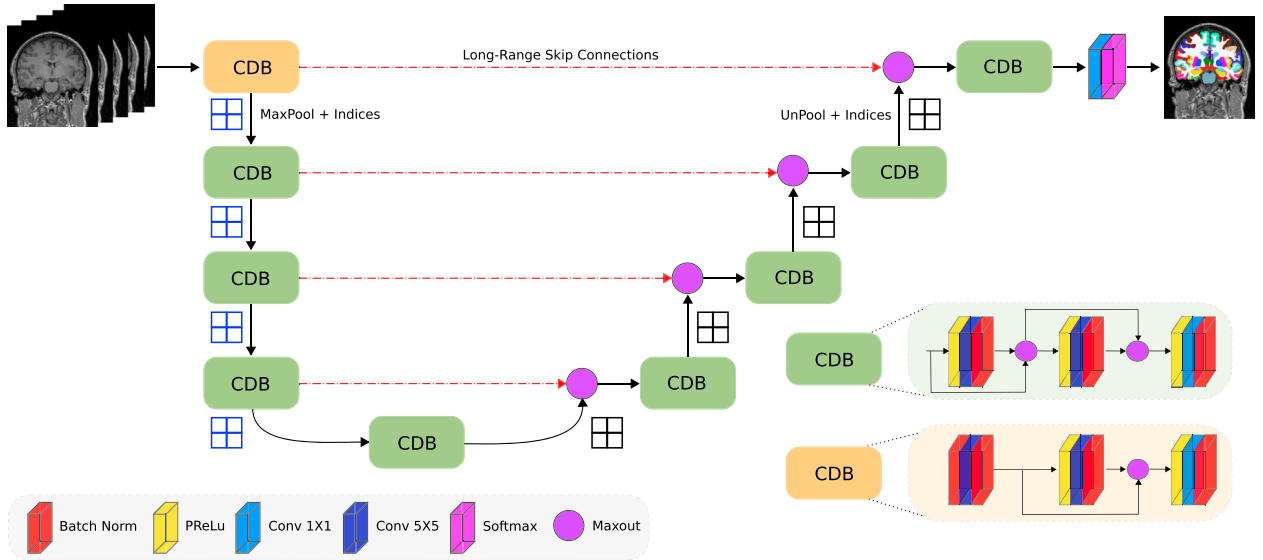 CDB
Long-Range Skip Connections
CDB
MaxPool + Indices
UnPool + Indices
CDB
CDB
CDB
CDB
CDB
CDB
CDB
CDB
CDB
CDB
Batch Norm
PReLu
Conv 1X1
Conv 5X5
Softmax
Maxout